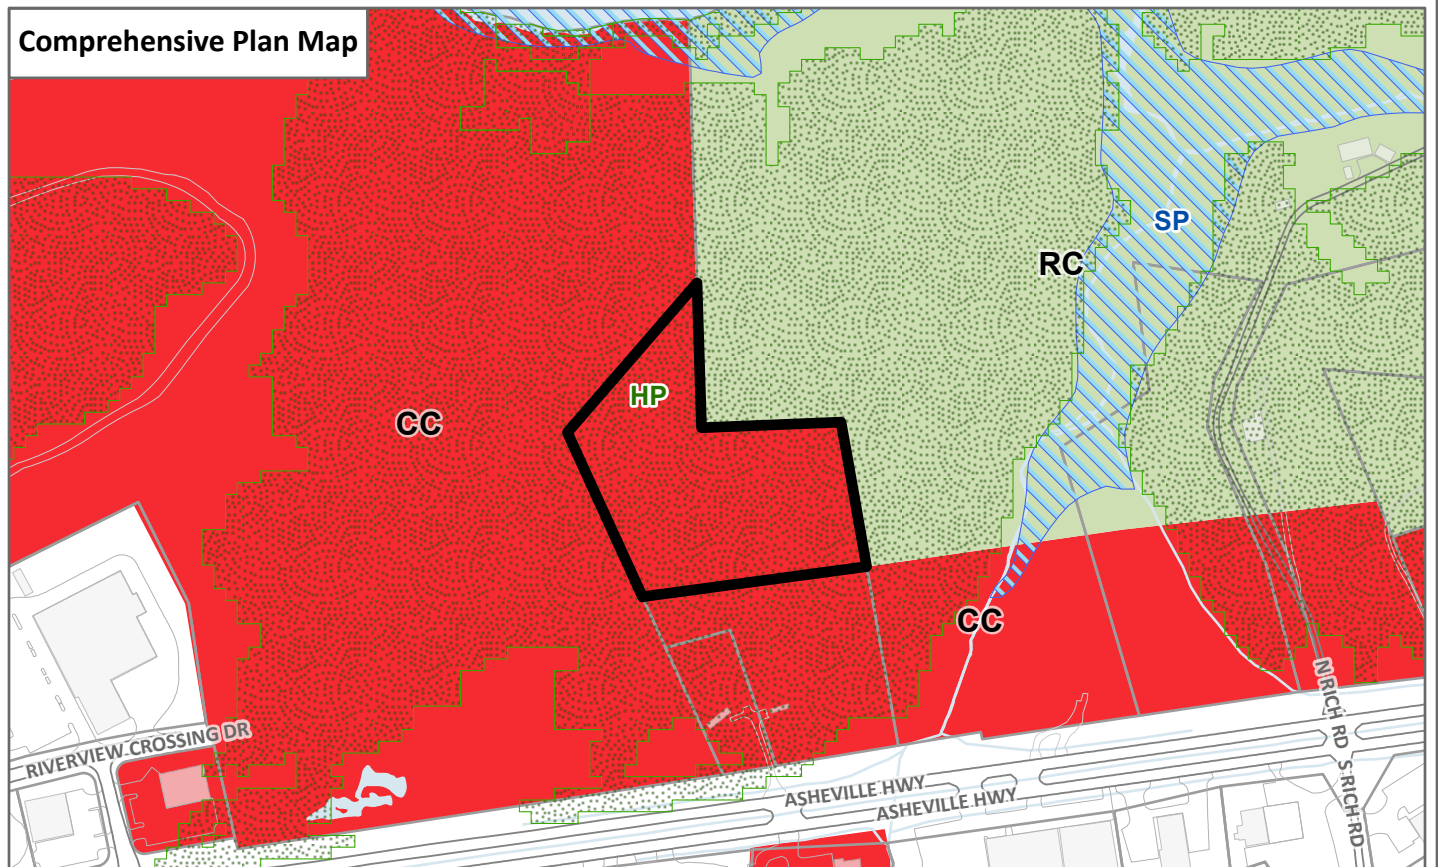 Comprehensive Plan Map
SP
RC
HP
CC
CC
N RICH RD
S RICH RD
RIVERVIEW CROSSING DR
ASHEVILLE HWY
ASHEVILLE HWY